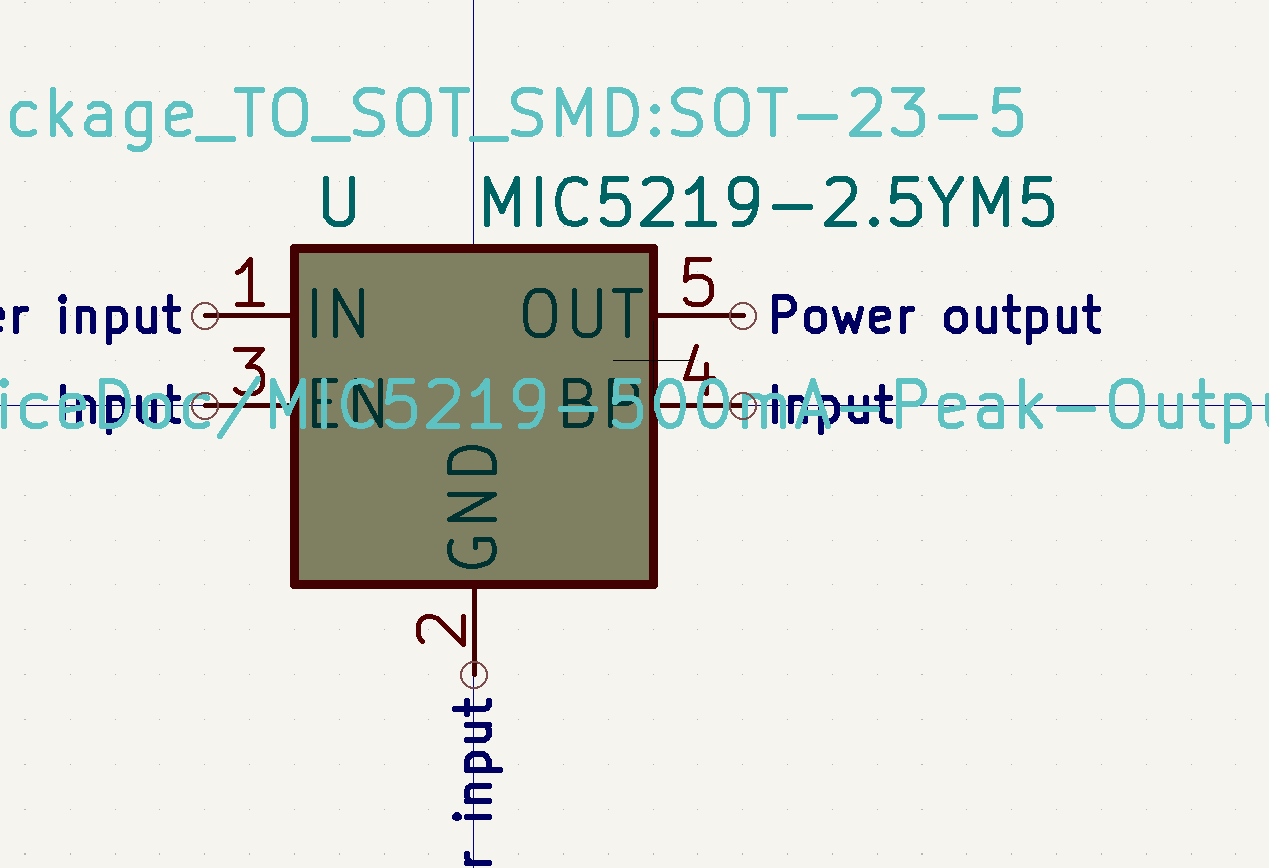 ckage_TO_SOT_SMD:SOT-23-5
U MIC5219-2.5YM5
1 5
er input IN OUT Power output
3 4
Input EN BP Input
iceDoc/MIC5219-500mA-Peak-Outpu
GND
2
r input